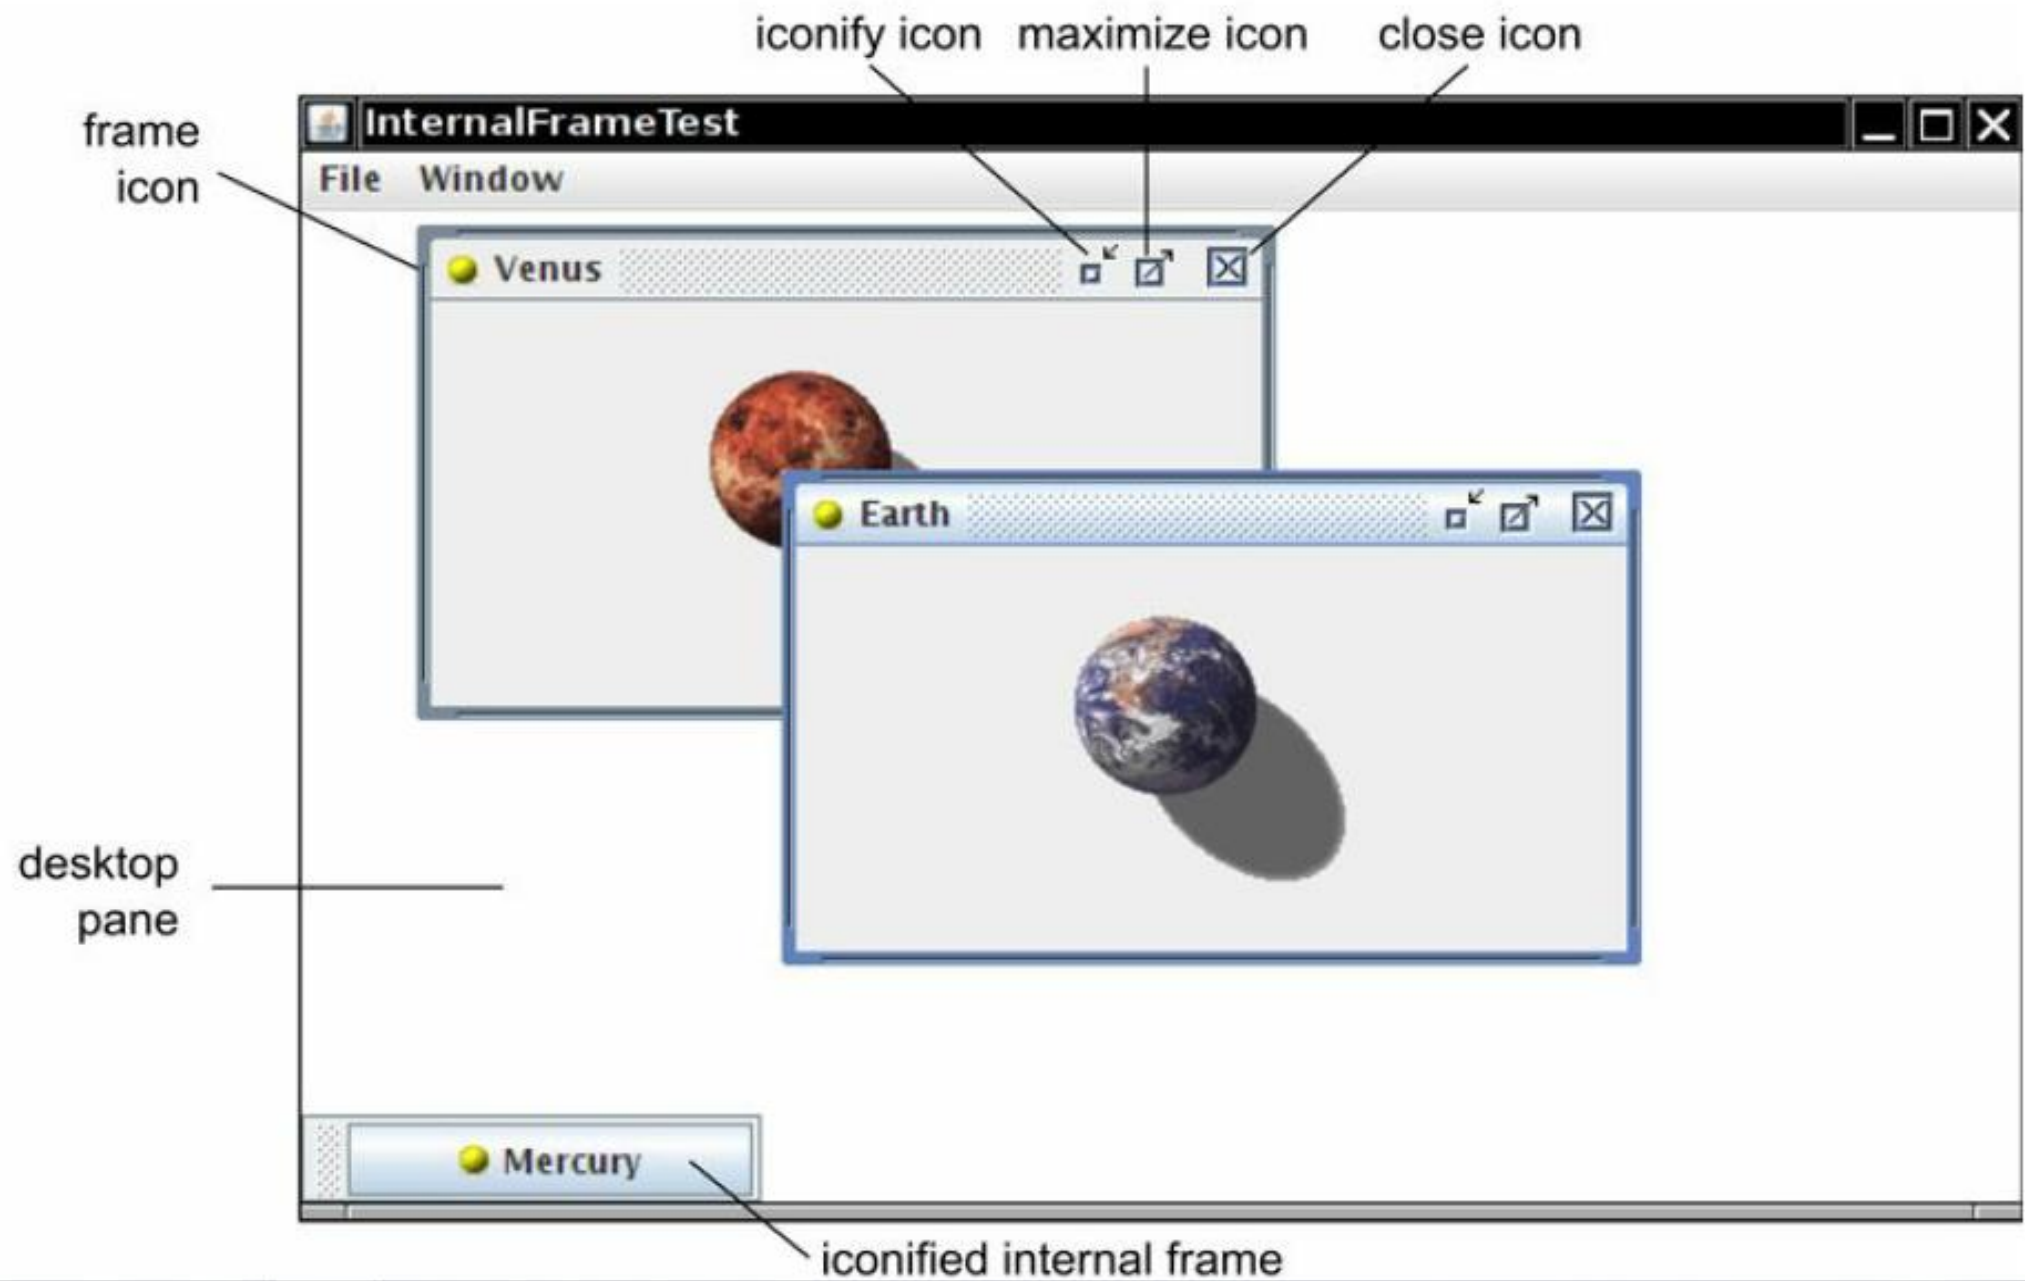 iconify icon
maximize icon
close icon
frame
icon
InternalFrameTest
File Window
Venus
Earth
desktop
pane
Mercury
iconified internal frame